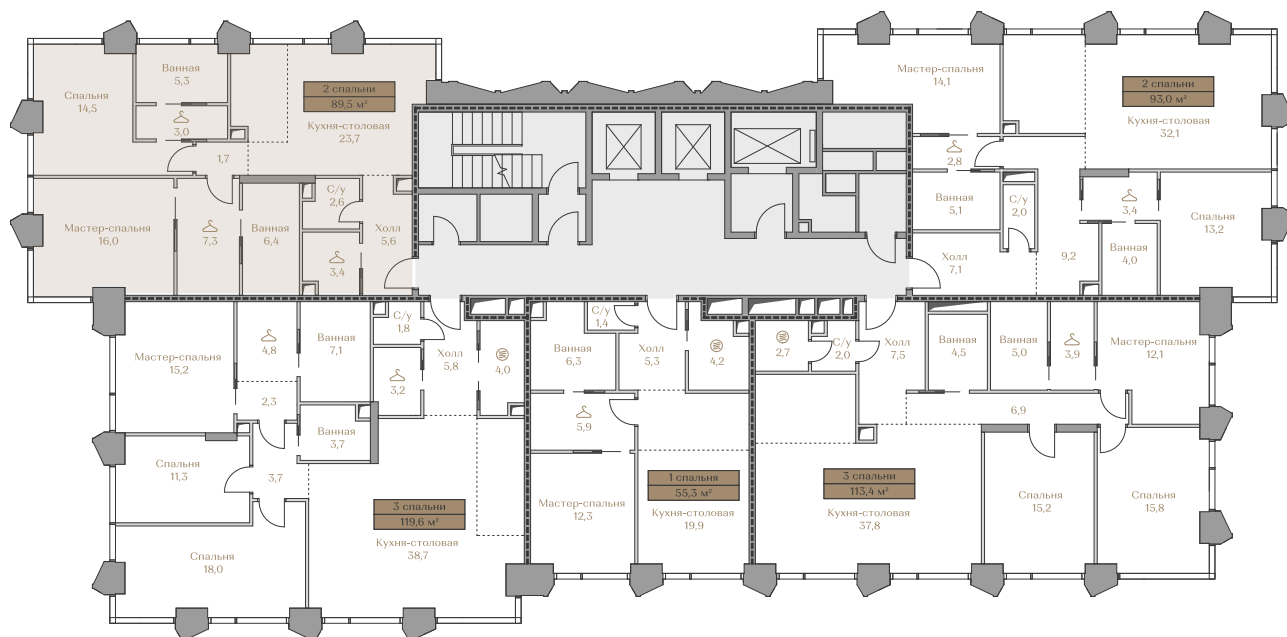 2 спальни
89,5 м²
Спальня
14,5
Ванная
5,3
3,0
1,7
Кухня-столовая
23,7
Мастер-спальня
16,0
7,3
Ванная
6,4
С/у
2,6
3,4
Холл
5,6
2 спальни
93,0 м²
Мастер-спальня
14,1
Кухня-столовая
32,1
2,8
Ванная
5,1
С/у
2,0
3,4
Ванная
4,0
Спальня
13,2
Холл
7,1
9,2
3 спальни
119,6 м²
Мастер-спальня
15,2
4,8
2,3
Ванная
7,1
С/у
1,8
3,2
Холл
5,8
4,0
Ванная
3,7
Спальня
11,3
3,7
Спальня
18,0
Кухня-столовая
38,7
1 спальня
55,3 м²
Ванная
6,3
С/у
1,4
Холл
5,3
4,2
5,9
Мастер-спальня
12,3
Кухня-столовая
19,9
3 спальни
113,4 м²
2,7
С/у
2,0
Холл
7,5
Ванная
4,5
Ванная
5,0
3,9
Мастер-спальня
12,1
6,9
Кухня-столовая
37,8
Спальня
15,2
Спальня
15,8